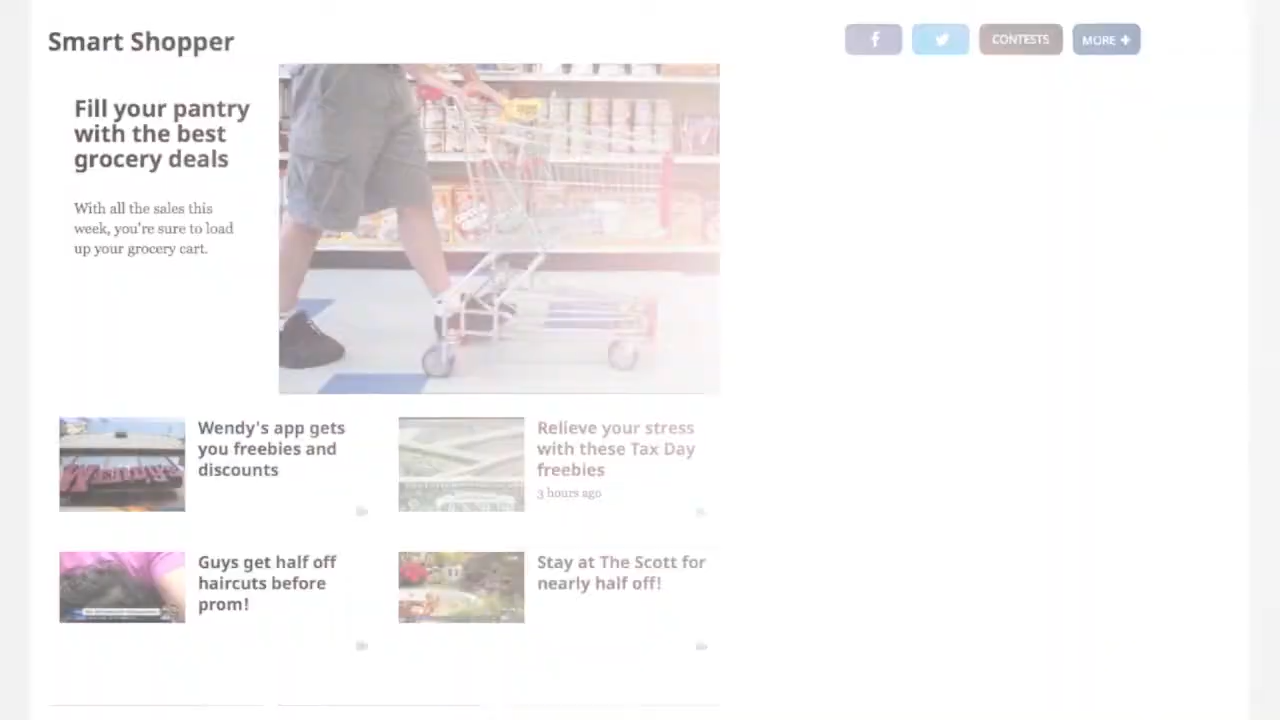 Smart Shopper
CONTESTS
MORE +
Fill your pantry
with the best
grocery deals
With all the sales this
week, you're sure to load
up your grocery cart.
Wendy's app gets
you freebies and
discounts
Relieve your stress
with these Tax Day
freebies
3 hours ago
Guys get half off
haircuts before
prom!
Stay at The Scott for
nearly half off!